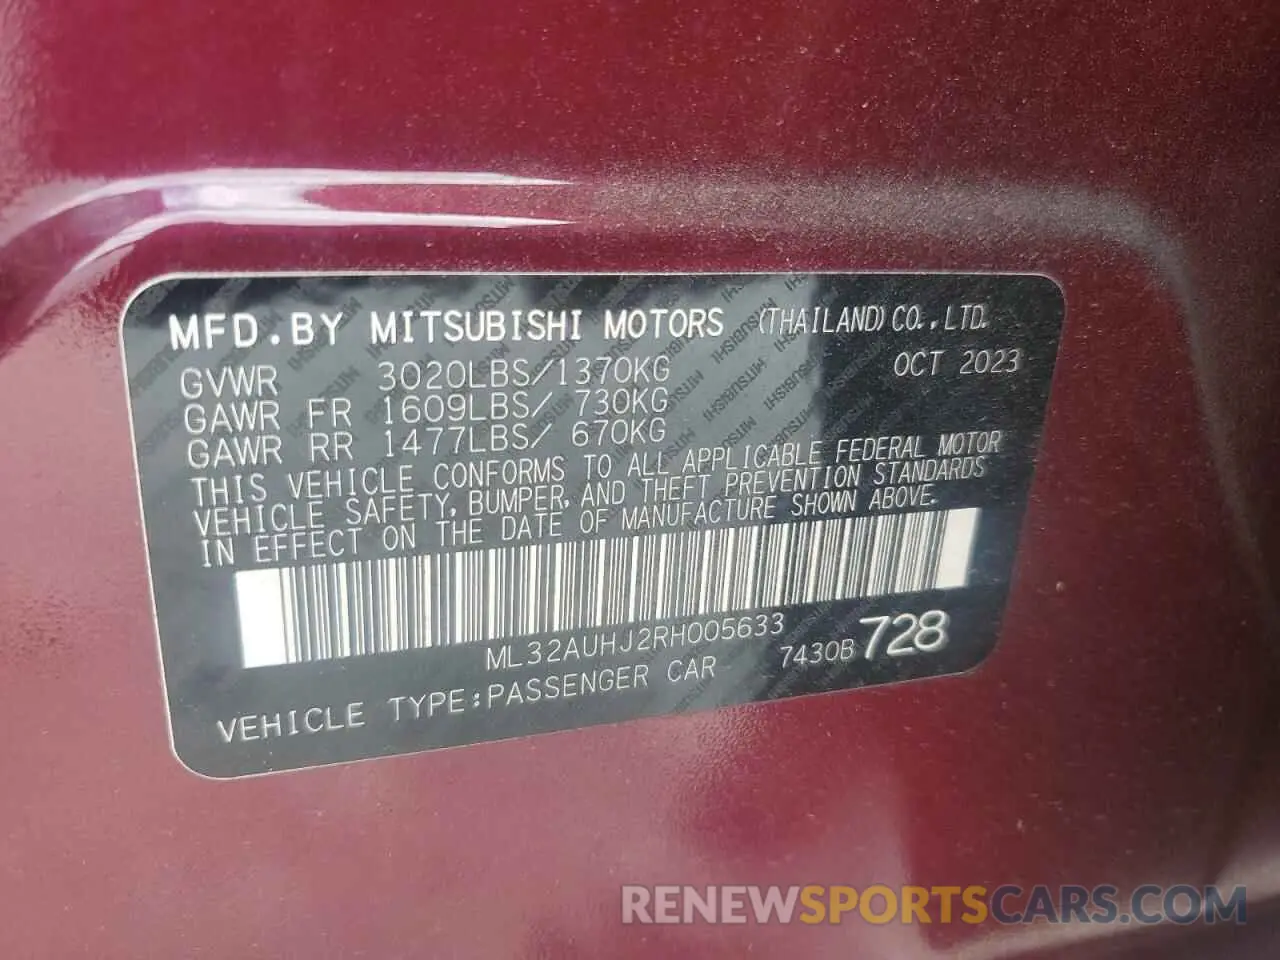 MFD.BY MITSUBISHI MOTORS (THAILAND) CO.,LTD.
GVWR 3020LBS/1370KG OCT 2023
GAWR FR 1609LBS/ 730KG
GAWR RR 1477LBS/ 670KG
THIS VEHICLE CONFORMS TO ALL APPLICABLE FEDERAL MOTOR
VEHICLE SAFETY, BUMPER, AND THEFT PREVENTION STANDARDS
IN EFFECT ON THE DATE OF MANUFACTURE SHOWN ABOVE.
ML32AUHJ2RH005633 7430B 728
VEHICLE TYPE:PASSENGER CAR
RENEWSPORTSCARS.COM